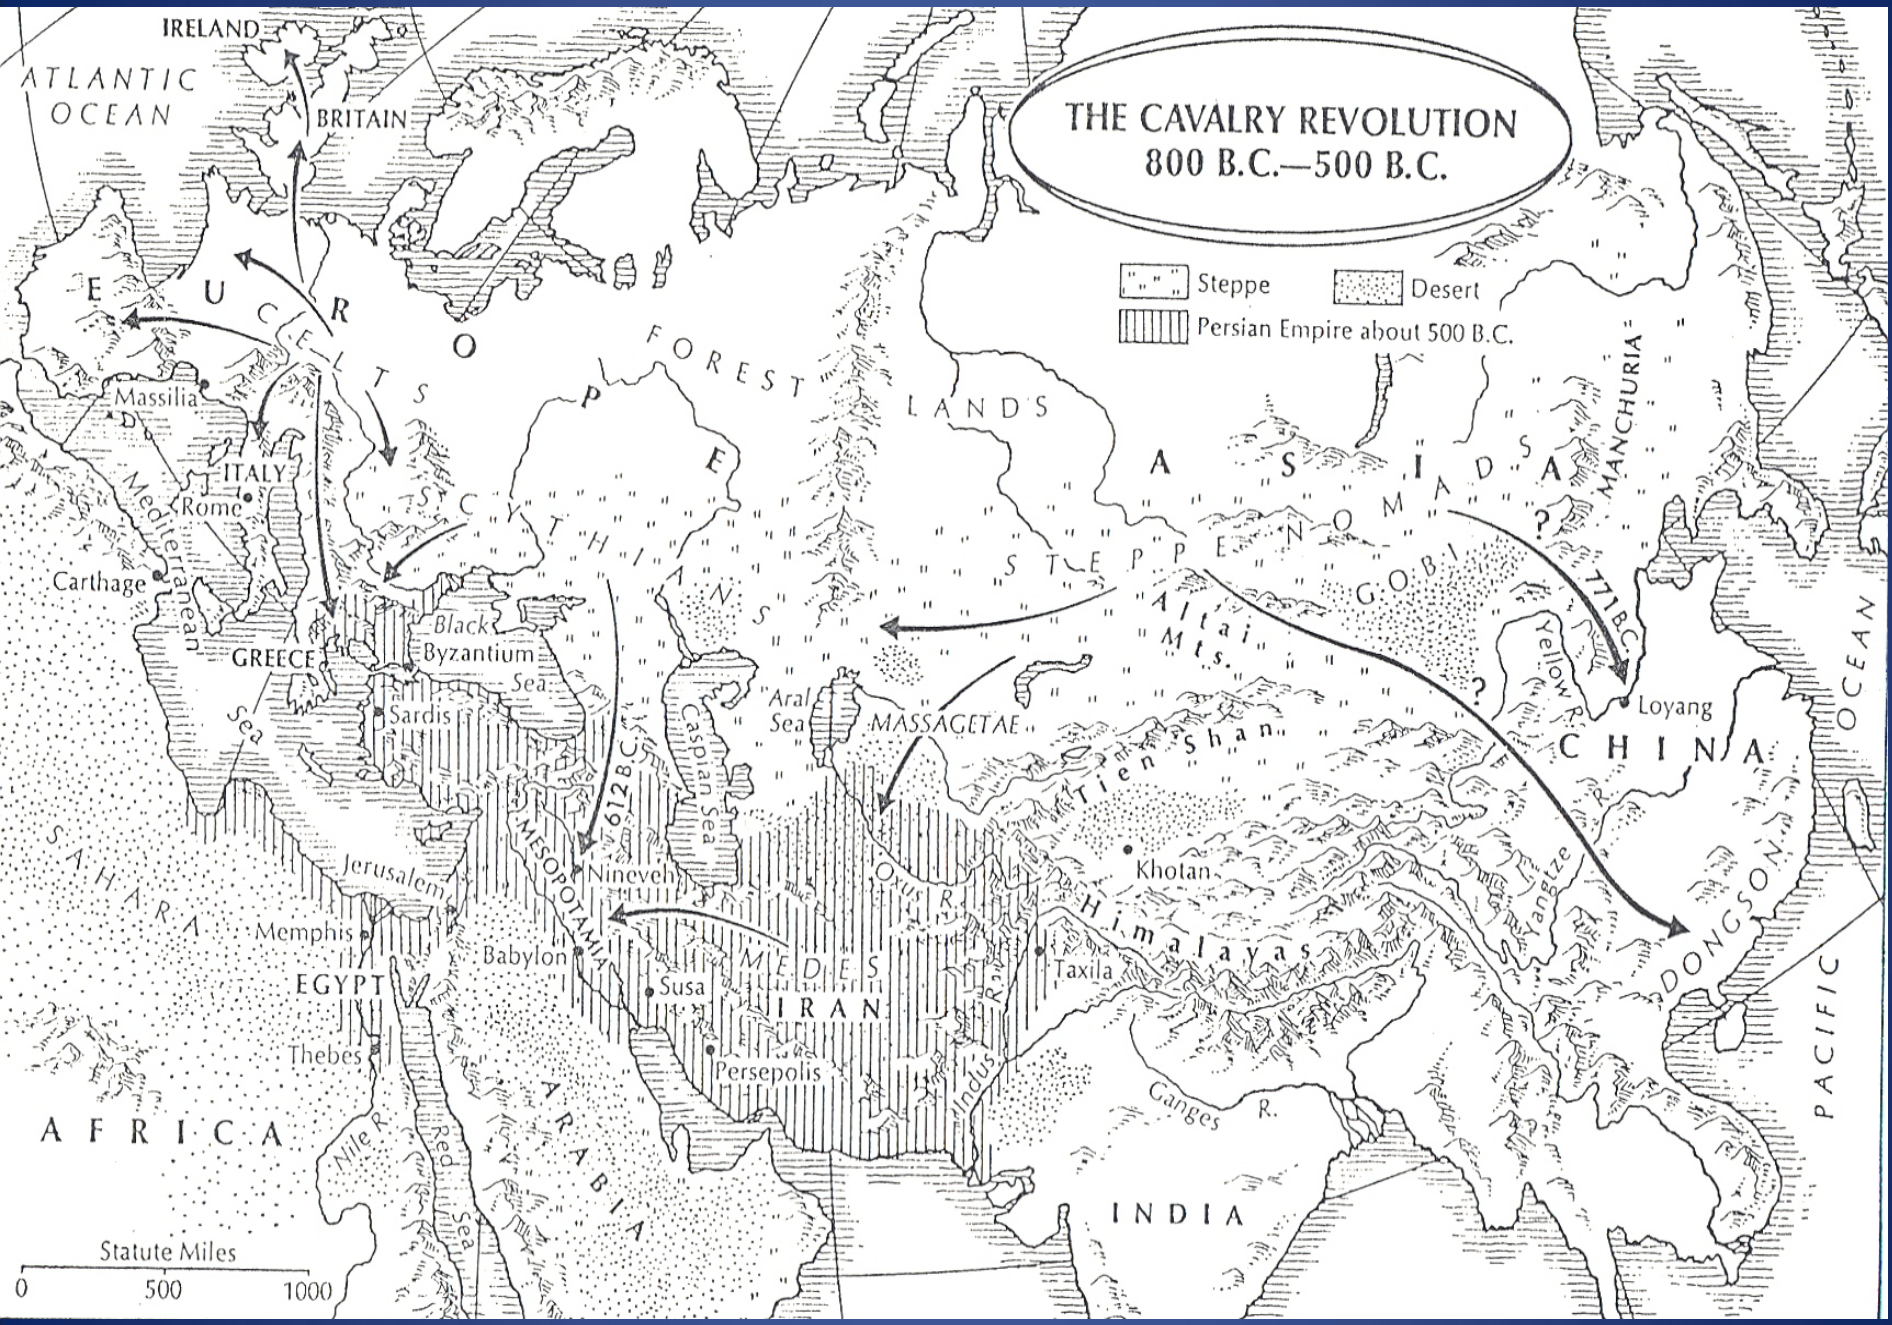 THE CAVALRY REVOLUTION
800 B.C.—500 B.C.
Steppe
Desert
Persian Empire about 500 B.C.
IRELAND
ATLANTIC
OCEAN
BRITAIN
EUROPE
CELTS
FOREST
LANDS
ASIA
MANCHURIA
Massilia
ITALY
Rome
Mediterranean
Sea
SCYTHIANS
STEPPE NOMADS
?
GOBI
771 B.C.
Carthage
Black
Sea
Byzantium
GREECE
Altai
Mts.
Yellow R.
?
Loyang
OCEAN
Sardis
Aral
Sea
MASSAGETAE
Tien Shan
CHINA
Caspian Sea
612 B.C.
SAHARA
MESOPOTAMIA
Jerusalem
Nineveh
Oxus R.
Khotan
Yangtze R.
Himalayas
DONGSON
Memphis
Babylon
MEDES
Taxila
EGYPT
Susa
IRAN
PACIFIC
Thebes
Persepolis
Indus R.
Ganges R.
AFRICA
Nile R.
Red Sea
ARABIA
INDIA
Statute Miles
0 500 1000